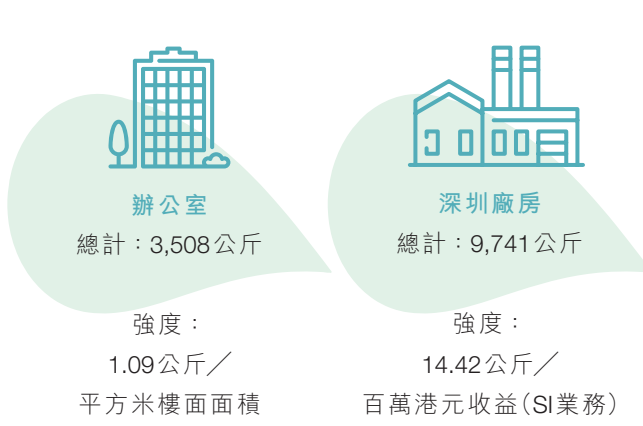 辦公室
總計：3,508公斤
強度：
1.09公斤／
平方米樓面面積
深圳廠房
總計：9,741公斤
強度：
14.42公斤／
百萬港元收益（SI業務）